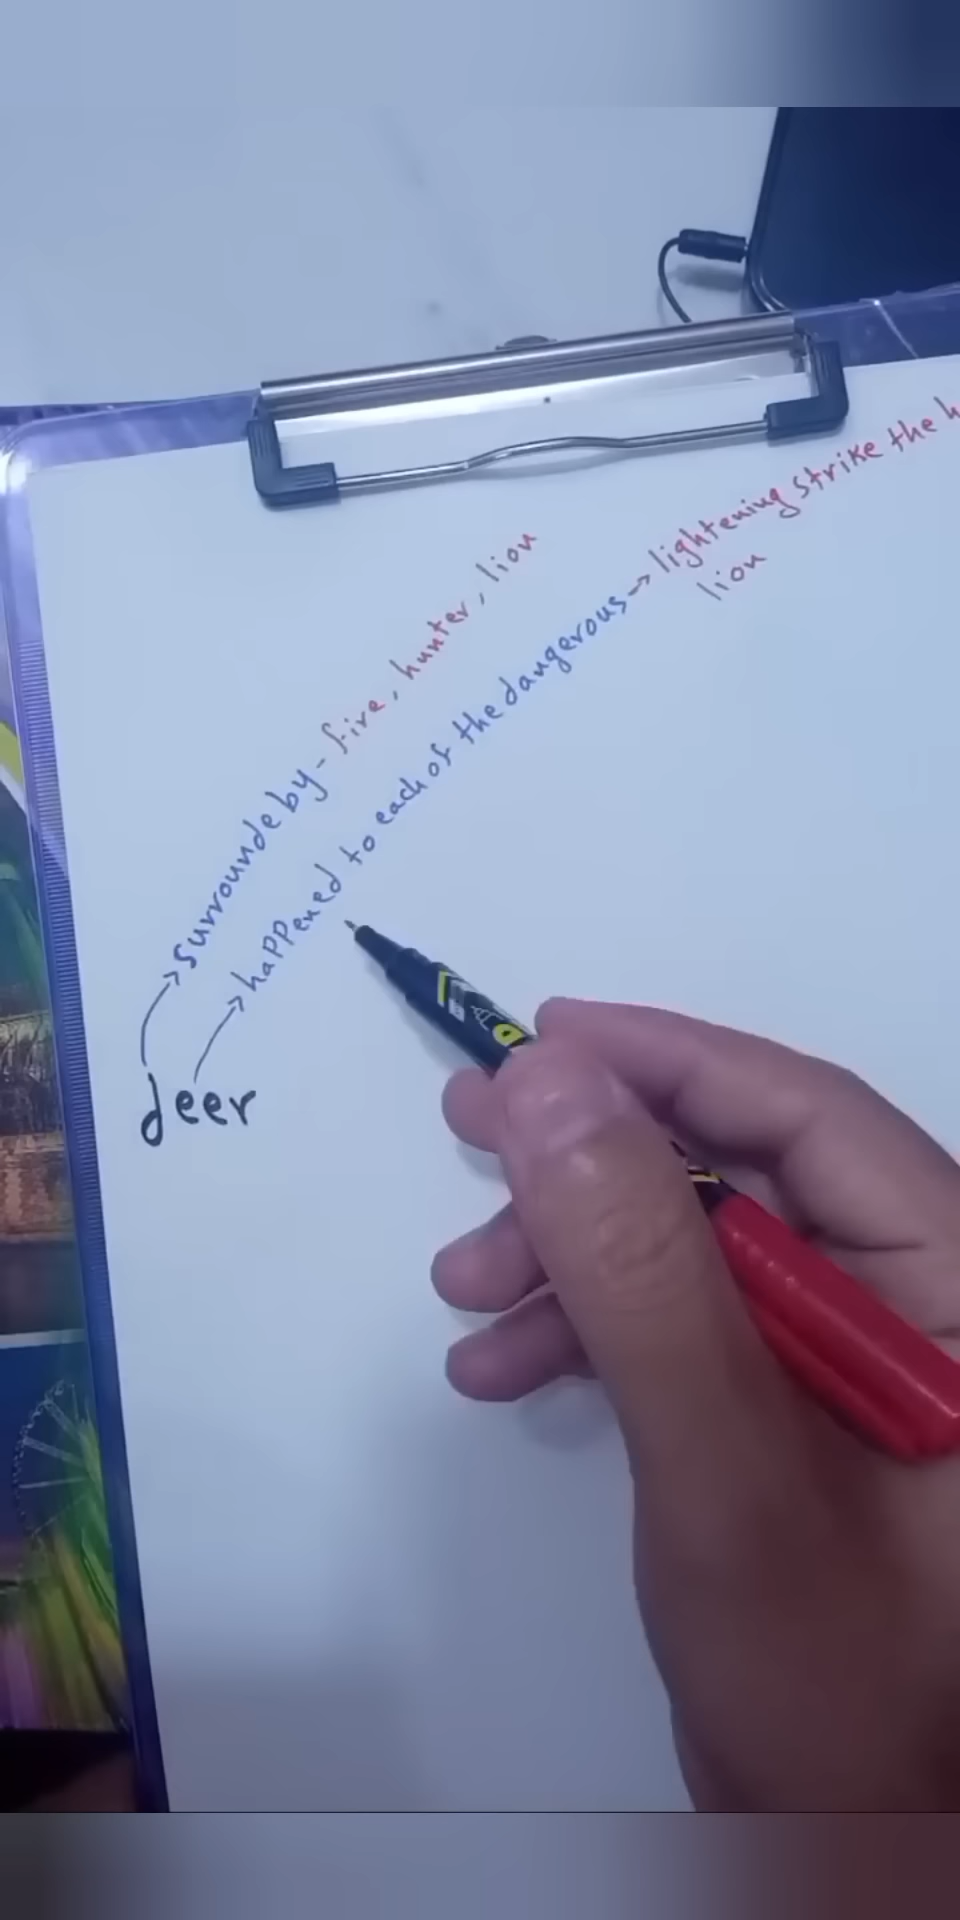 surrounde by - fire, hunter, lion
happened to each of the dangerous → lightening strike the
lion
deer